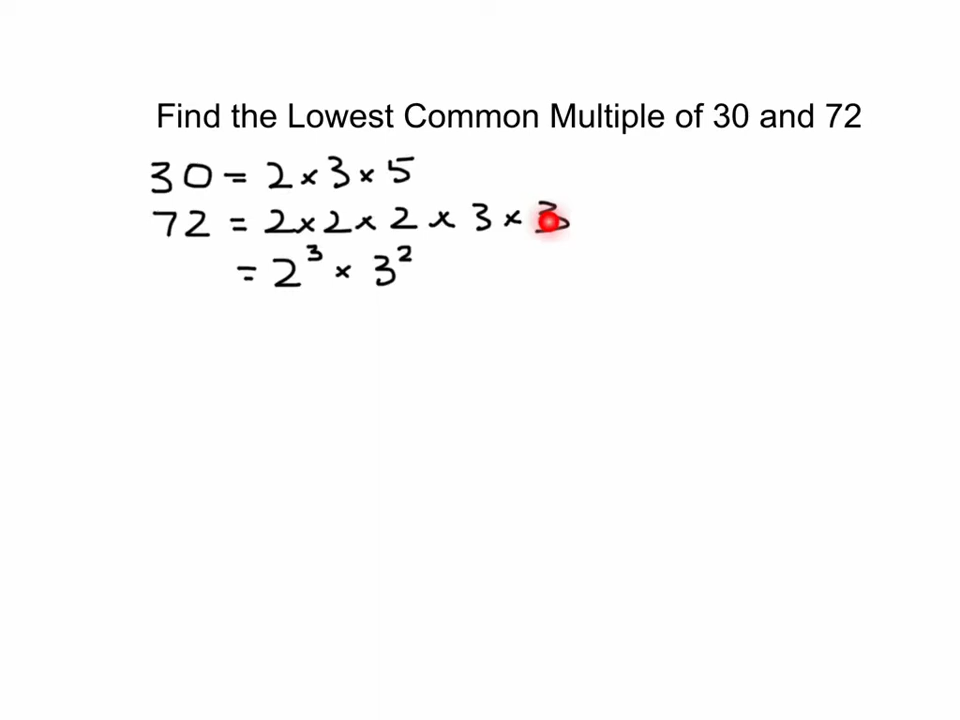 Find the Lowest Common Multiple of 30 and 72
30 = 2 × 3 × 5
72 = 2 × 2 × 2 × 3 × 3
= 2³ × 3²